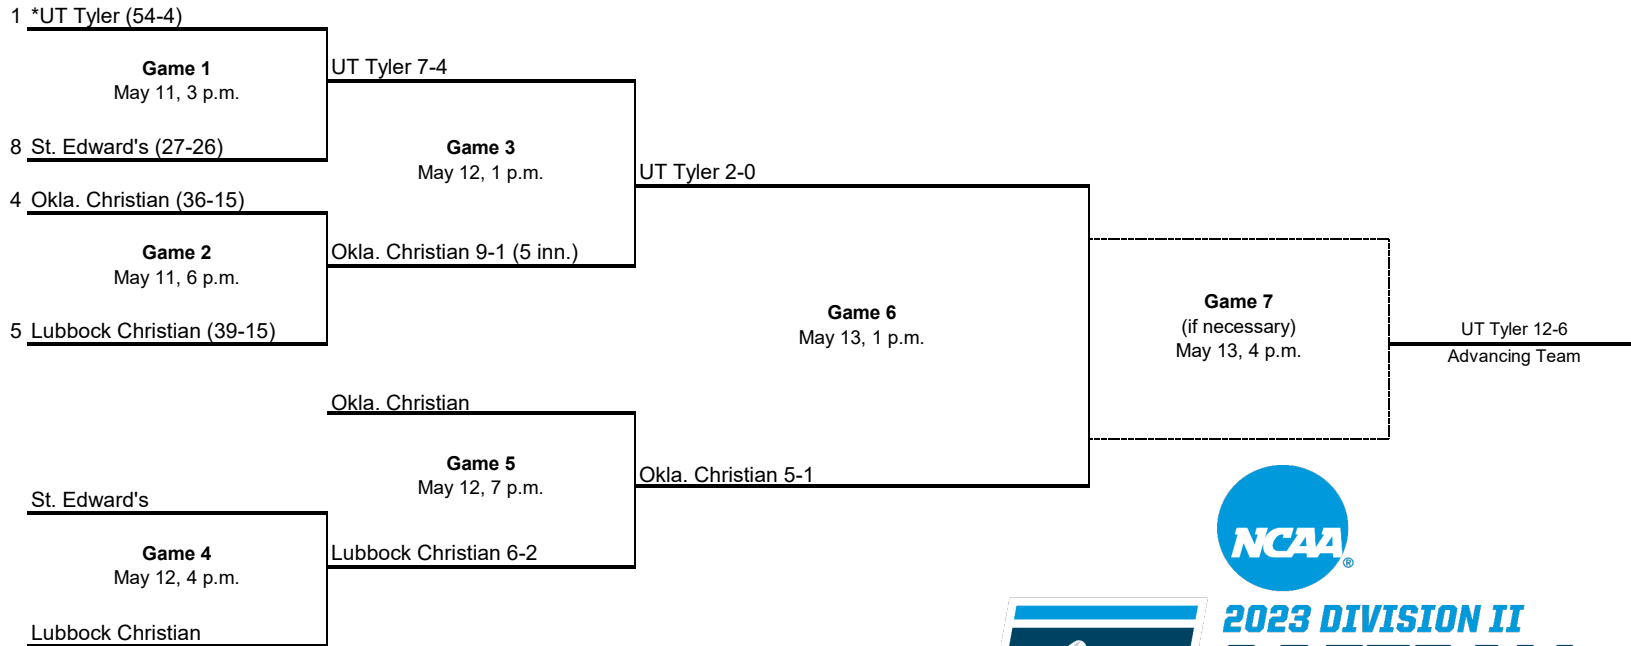 1 *UT Tyler (54-4)
Game 1
May 11, 3 p.m.
8 St. Edward's (27-26)
UT Tyler 7-4
Game 3
May 12, 1 p.m.
4 Okla. Christian (36-15)
Game 2
May 11, 6 p.m.
5 Lubbock Christian (39-15)
Okla. Christian 9-1 (5 inn.)
UT Tyler 2-0
Game 6
May 13, 1 p.m.
Game 7
(if necessary)
May 13, 4 p.m.
UT Tyler 12-6
Advancing Team
Okla. Christian
Game 5
May 12, 7 p.m.
Okla. Christian 5-1
St. Edward's
Game 4
May 12, 4 p.m.
Lubbock Christian 6-2
Lubbock Christian
NCAA®
2023 DIVISION II